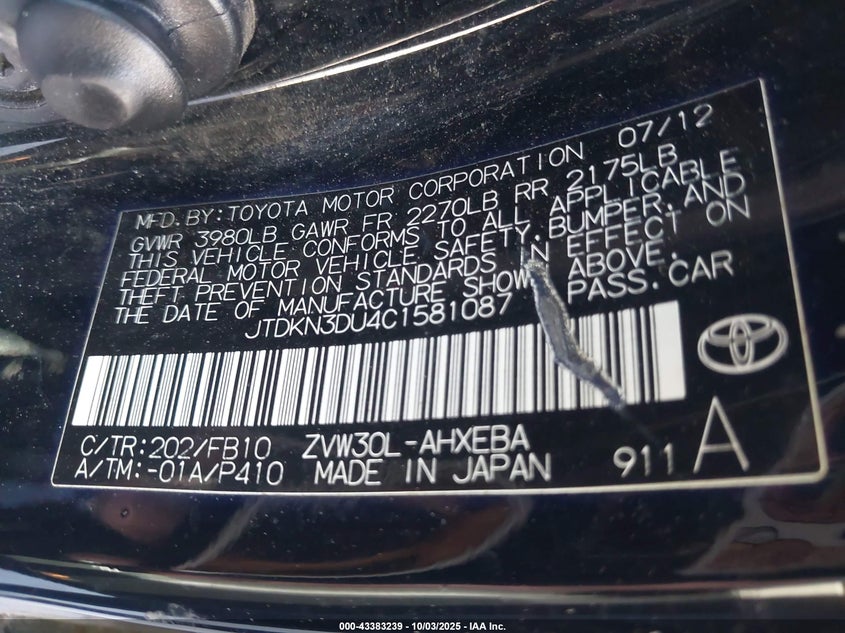 MFD. BY: TOYOTA MOTOR CORPORATION 07/12
GVWR 3980LB GAWR FR 2270LB RR 2175LB
THIS VEHICLE CONFORMS TO ALL APPLICABLE
FEDERAL MOTOR VEHICLE SAFETY, BUMPER, AND
THEFT PREVENTION STANDARDS IN EFFECT ON
THE DATE OF MANUFACTURE SHOW ABOVE.
JTDKN3DU4C1581087 PASS. CAR
C/TR: 202/FB10 ZVW30L-AHXEBA
A/TM: -01A/P410 MADE IN JAPAN 911 A
000-43383239 - 10/03/2025 - IAA Inc.